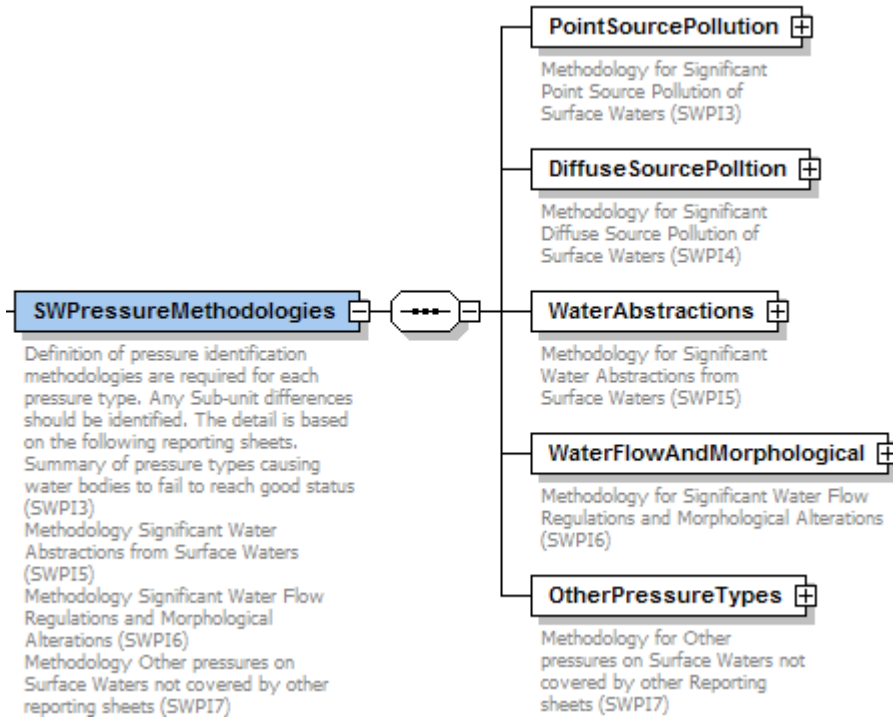 PointSourcePollution
Methodology for Significant
Point Source Pollution of
Surface Waters (SWPI3)
DiffuseSourcePolltion
Methodology for Significant
Diffuse Source Pollution of
Surface Waters (SWPI4)
SWPressureMethodologies
Definition of pressure identification
methodologies are required for each
pressure type. Any Sub-unit differences
should be identified. The detail is based
on the following reporting sheets.
Summary of pressure types causing
water bodies to fail to reach good status
(SWPI3)
Methodology Significant Water
Abstractions from Surface Waters
(SWPI5)
Methodology Significant Water Flow
Regulations and Morphological
Alterations (SWPI6)
Methodology Other pressures on
Surface Waters not covered by other
reporting sheets (SWPI7)
WaterAbstractions
Methodology for Significant
Water Abstractions from
Surface Waters (SWPI5)
WaterFlowAndMorphological
Methodology for Significant Water Flow
Regulations and Morphological Alterations
(SWPI6)
OtherPressureTypes
Methodology for Other
pressures on Surface Waters not
covered by other Reporting
sheets (SWPI7)